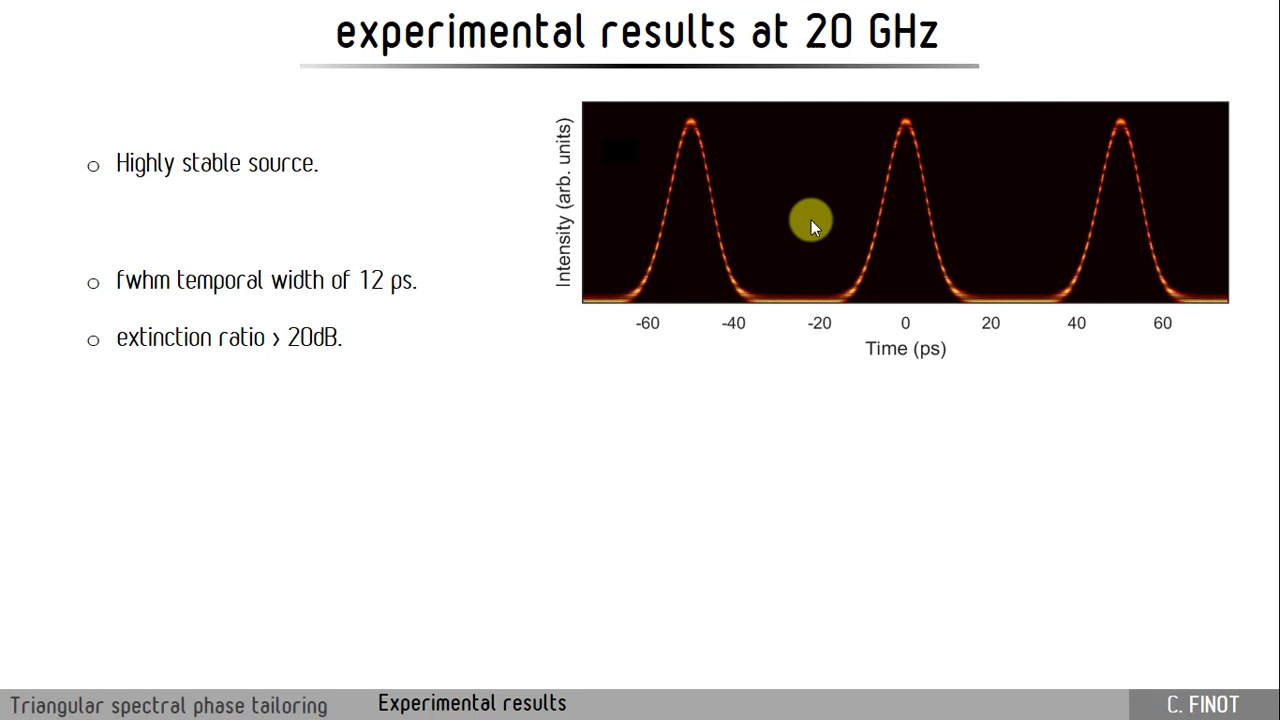 experimental results at 20 GHz
o Highly stable source.
o fwhm temporal width of 12 ps.
o extinction ratio > 20dB.
Intensity (arb. units)
-60 -40 -20 0 20 40 60
Time (ps)
Triangular spectral phase tailoring Experimental results C. FINOT